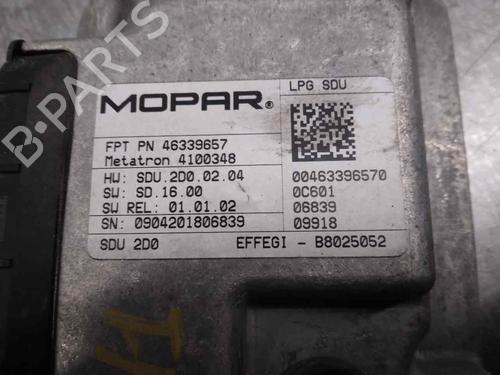 MOPAR®
LPG SDU
FPT PN 46339657
Metatron 4100348
HW: SDU.2D0.02.04
SW: SD.16.00
SW REL: 01.01.02
SN: 0904201806839
00463396570
0C601
06839
09918
SDU 2D0
EFFEGI - B8025052
B-PARTS